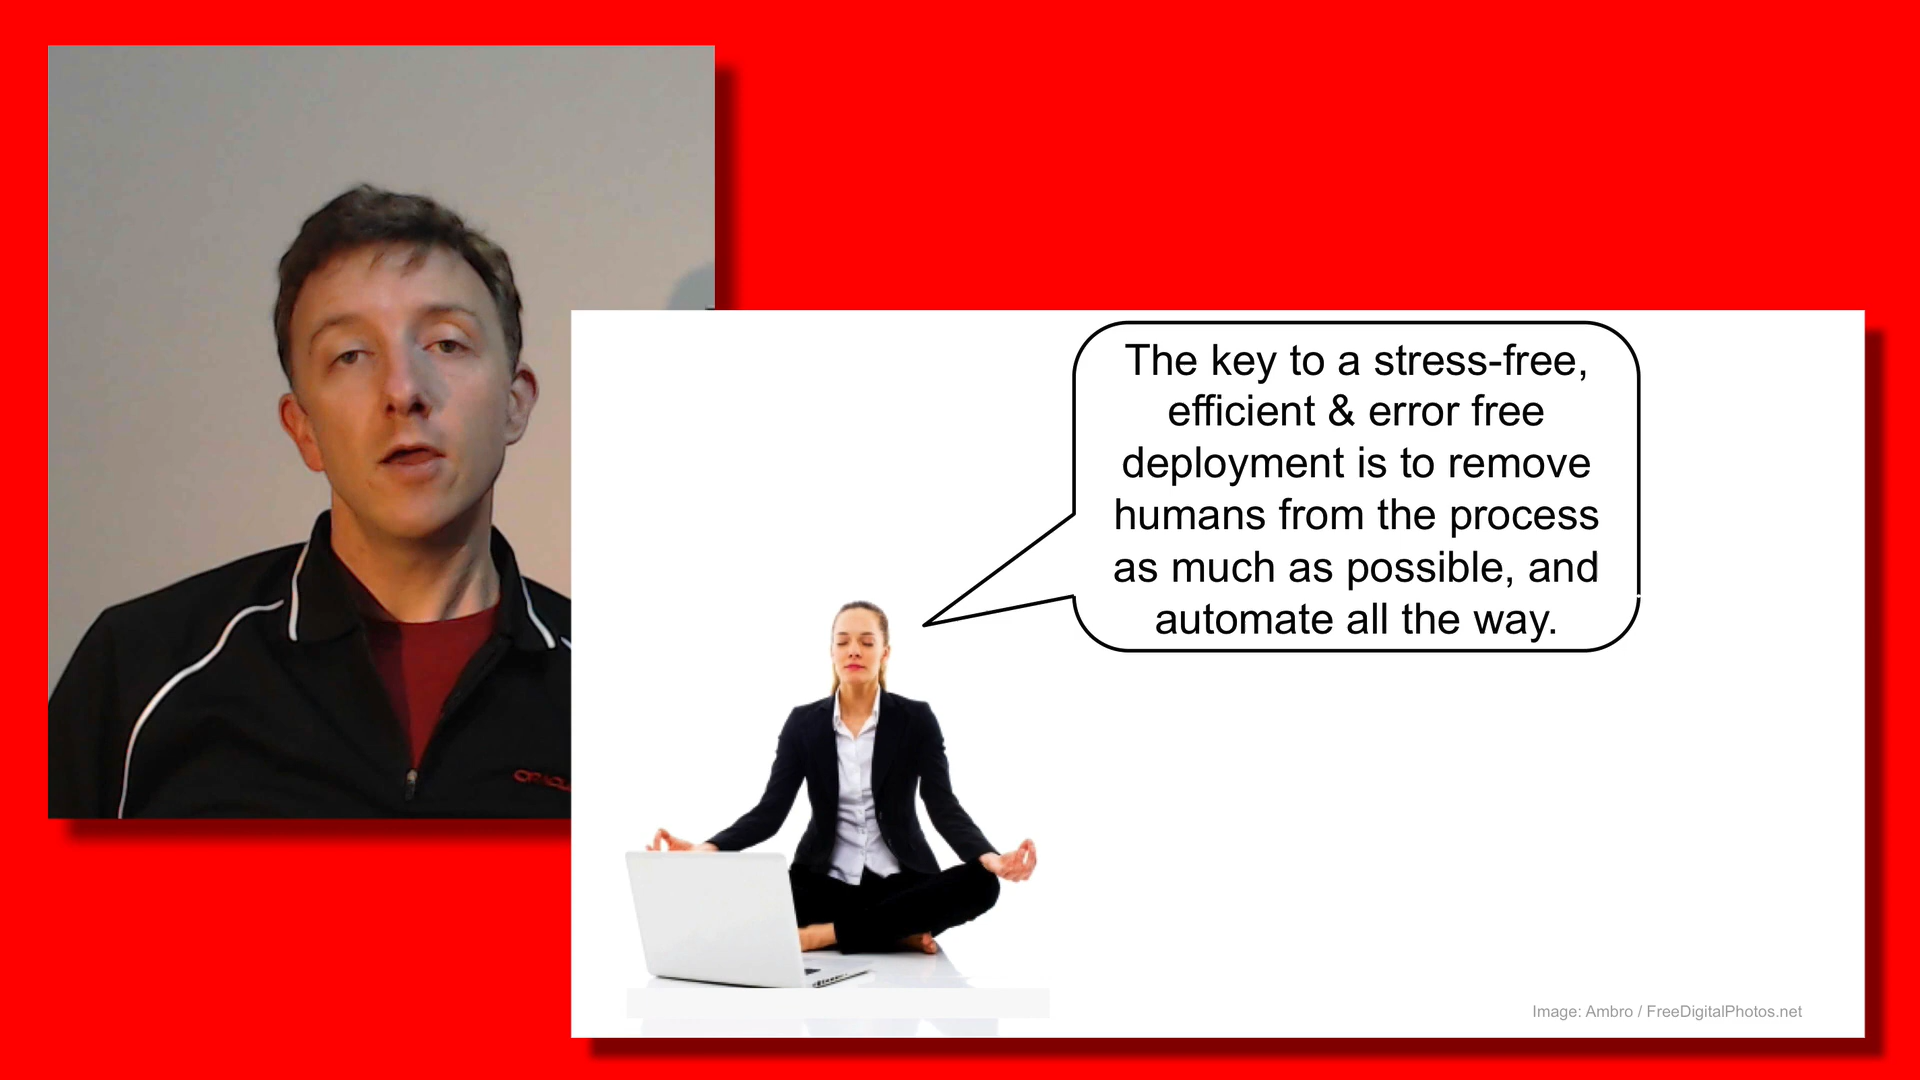 ORACLE
The key to a stress-free,
efficient & error free
deployment is to remove
humans from the process
as much as possible, and
automate all the way.
Image: Ambro / FreeDigitalPhotos.net